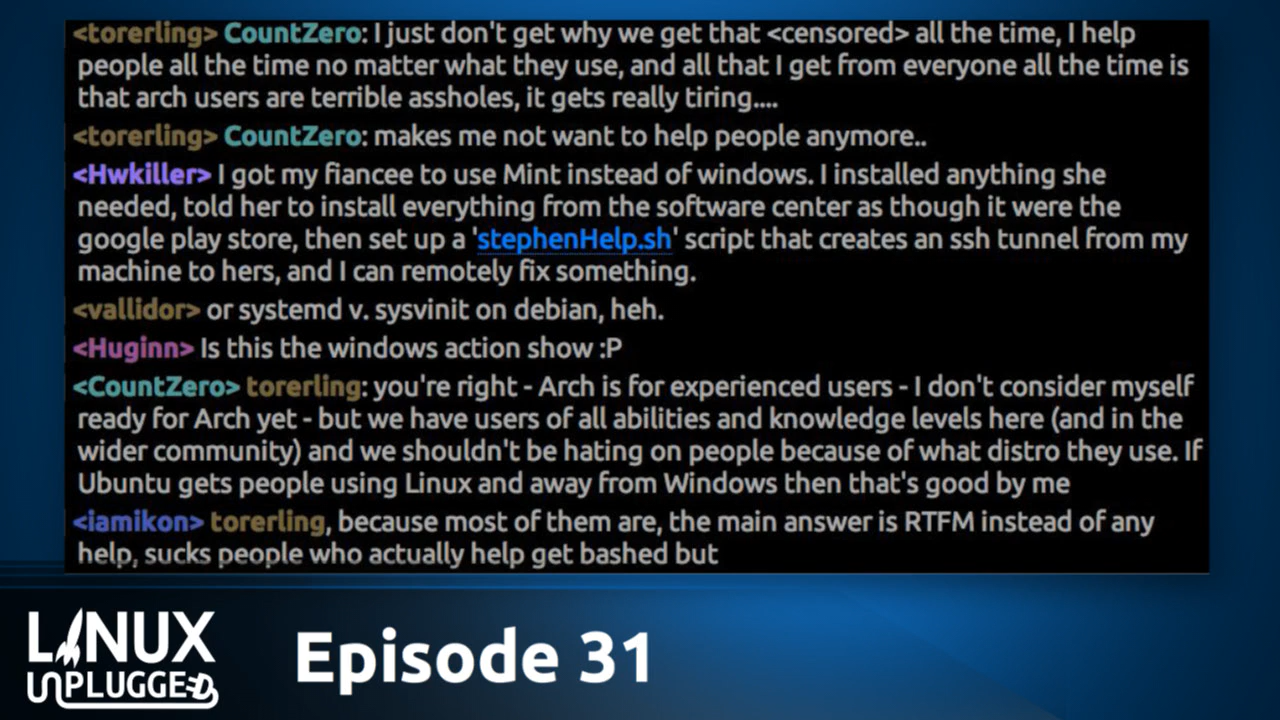 <torerling> CountZero: I just don't get why we get that <censored> all the time, I help
people all the time no matter what they use, and all that I get from everyone all the time is
that arch users are terrible assholes, it gets really tiring....
<torerling> CountZero: makes me not want to help people anymore..
<Hwkiller> I got my fiancee to use Mint instead of windows. I installed anything she
needed, told her to install everything from the software center as though it were the
google play store, then set up a 'stephenHelp.sh' script that creates an ssh tunnel from my
machine to hers, and I can remotely fix something.
<vallidor> or systemd v. sysvinit on debian, heh.
<Huginn> Is this the windows action show :P
<CountZero> torerling: you're right - Arch is for experienced users - I don't consider myself
ready for Arch yet - but we have users of all abilities and knowledge levels here (and in the
wider community) and we shouldn't be hating on people because of what distro they use. If
Ubuntu gets people using Linux and away from Windows then that's good by me
<iamikon> torerling, because most of them are, the main answer is RTFM instead of any
help, sucks people who actually help get bashed but
LINUX
UNPLUGGED
Episode 31